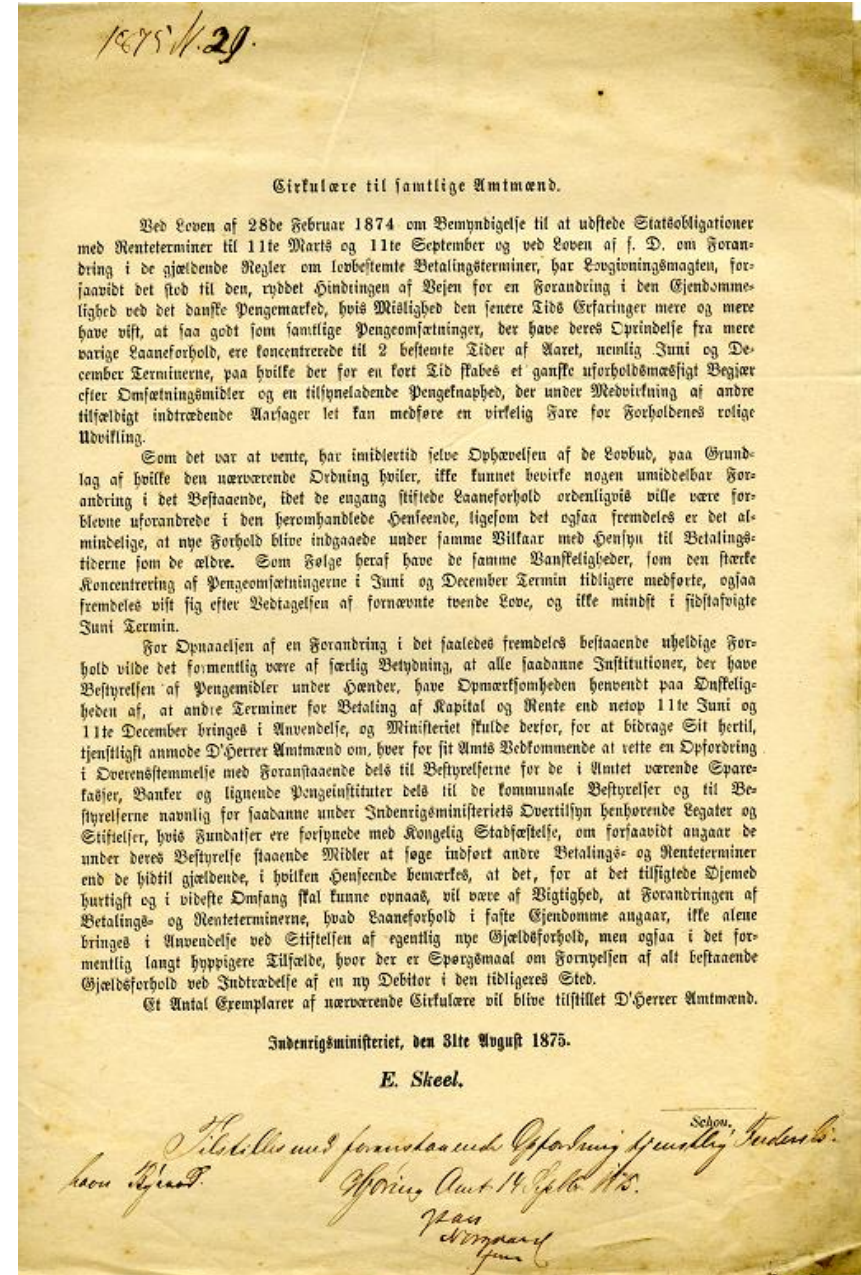 1875 N. 29.
Cirkulære til samtlige Amtmænd.
Ved Loven af 28de Februar 1874 om Bemyndigelse til at udstede Statsobligationer
med Renteterminer til 11te Marts og 11te September og ved Loven af s. D. om Foran-
dring i de gjældende Regler om lovbestemte Betalingsterminer, har Lovgivningsmagten, for-
saavidt det stod til den, ryddet Hindringen af Vejen for en Forandring i den Ejendomme-
lighed ved det danske Pengemarked, hvis Mislighed den senere Tids Erfaringer mere og mere
have vist, at saa godt som samtlige Pengeomsætninger, der have deres Oprindelse fra mere
varige Laaneforhold, ere koncentrerede til 2 bestemte Tider af Aaret, nemlig Juni og De-
cember Terminerne, paa hvilke der for en kort Tid skabes et ganske uforholdsmæssigt Begjær
efter Omsætningsmidler og en tilsyneladende Pengeknaphed, der under Medvirkning af andre
tilfældigt indtrædende Aarsager let kan medføre en virkelig Fare for Forholdenes rolige
Udvikling.
Som det var at vente, har imidlertid selve Ophævelsen af de Lovbud, paa Grund-
lag af hvilke den nærværende Ordning hviler, ikke kunnet bevirke nogen umiddelbar For-
andring i det Bestaaende, idet de engang stiftede Laaneforhold ordenligvis ville være for-
blevne uforandrede i den heromhandlede Henseende, ligesom det ogsaa fremdeles er det al-
mindelige, at nye Forhold blive indgaaede under samme Vilkaar med Hensyn til Betalings-
tiderne som de ældre. Som Følge heraf have de samme Vanskeligheder, som den stærke
Koncentrering af Pengeomsætningerne i Juni og December Termin tidligere medførte, ogsaa
fremdeles vist sig efter Vedtagelsen af fornævnte tvende Love, og ikke mindst i sidstafvigte
Juni Termin.
For Opnaaelsen af en Forandring i det saaledes fremdeles bestaaende uheldige For-
hold vilde det formentlig være af særlig Betydning, at alle saadanne Institutioner, der have
Bestyrelsen af Pengemidler under Hænder, have Opmærksomheden henvendt paa Ønskelig-
heden af, at andre Terminer for Betaling af Kapital og Rente end netop 11te Juni og
11te December bringes i Anvendelse, og Ministeriet skulde derfor, for at bidrage Sit hertil,
tjenstligst anmode D'Herrer Amtmænd om, hver for sit Amts Vedkommende at rette en Opfordring
i Overensstemmelse med Foranstaaende dels til Bestyrelserne for de i Amtet værende Spare-
kasser, Banker og lignende Pengeinstituter dels til de kommunale Bestyrelser og til Be-
styrelserne navnlig for saadanne under Indenrigsministeriets Overtilsyn henhørende Legater og
Stiftelser, hvis Fundatser ere forsynede med Kongelig Stadfæstelse, om forsaavidt angaar de
under deres Bestyrelse staaende Midler at søge indført andre Betalings- og Renteterminer
end de hidtil gjældende, i hvilken Henseende bemærkes, at det, for at det tilsigtede Øjemed
hurtigst og i videste Omfang skal kunne opnaas, vil være af Vigtighed, at Forandringen af
Betalings- og Renteterminerne, hvad Laaneforhold i faste Ejendomme angaar, ikke alene
bringes i Anvendelse ved Stiftelsen af egentlig nye Gjældsforhold, men ogsaa i det for-
mentlig langt hyppigere Tilfælde, hvor der er Spørgsmaal om Fornyelsen af alt bestaaende
Gjældsforhold ved Indtrædelse af en ny Debitor i den tidligeres Sted.
Et Antal Exemplarer af nærværende Cirkulære vil blive tilstillet D'Herrer Amtmænd.
Indenrigsministeriet, den 31te Avgust 1875.
E. Skeel.
Schou.
Tilstilles med foranstaaende Opfordring tjenstlig Frederiks-
havn Byraad.
Hjøring Amt 14 Septbr. 1875.